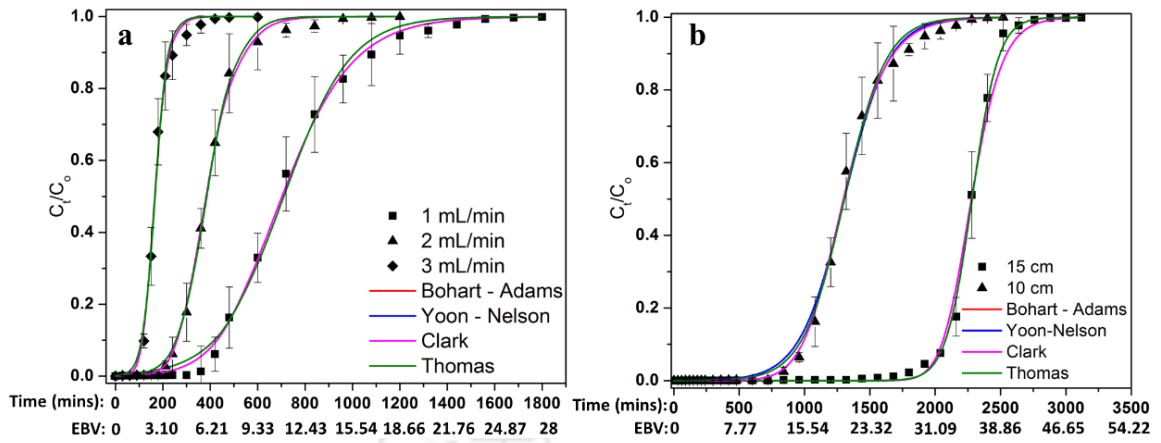 a
1.0
0.8
0.6
0.4
0.2
0.0
Ct/Co
1 mL/min
2 mL/min
3 mL/min
Bohart - Adams
Yoon - Nelson
Clark
Thomas
Time (mins): 0 200 400 600 800 1000 1200 1400 1600 1800
EBV: 0 3.10 6.21 9.33 12.43 15.54 18.66 21.76 24.87 28
b
1.0
0.8
0.6
0.4
0.2
0.0
Ct/Co
15 cm
10 cm
Bohart - Adams
Yoon-Nelson
Clark
Thomas
Time (mins): 0 500 1000 1500 2000 2500 3000 3500
EBV: 0 7.77 15.54 23.32 31.09 38.86 46.65 54.22